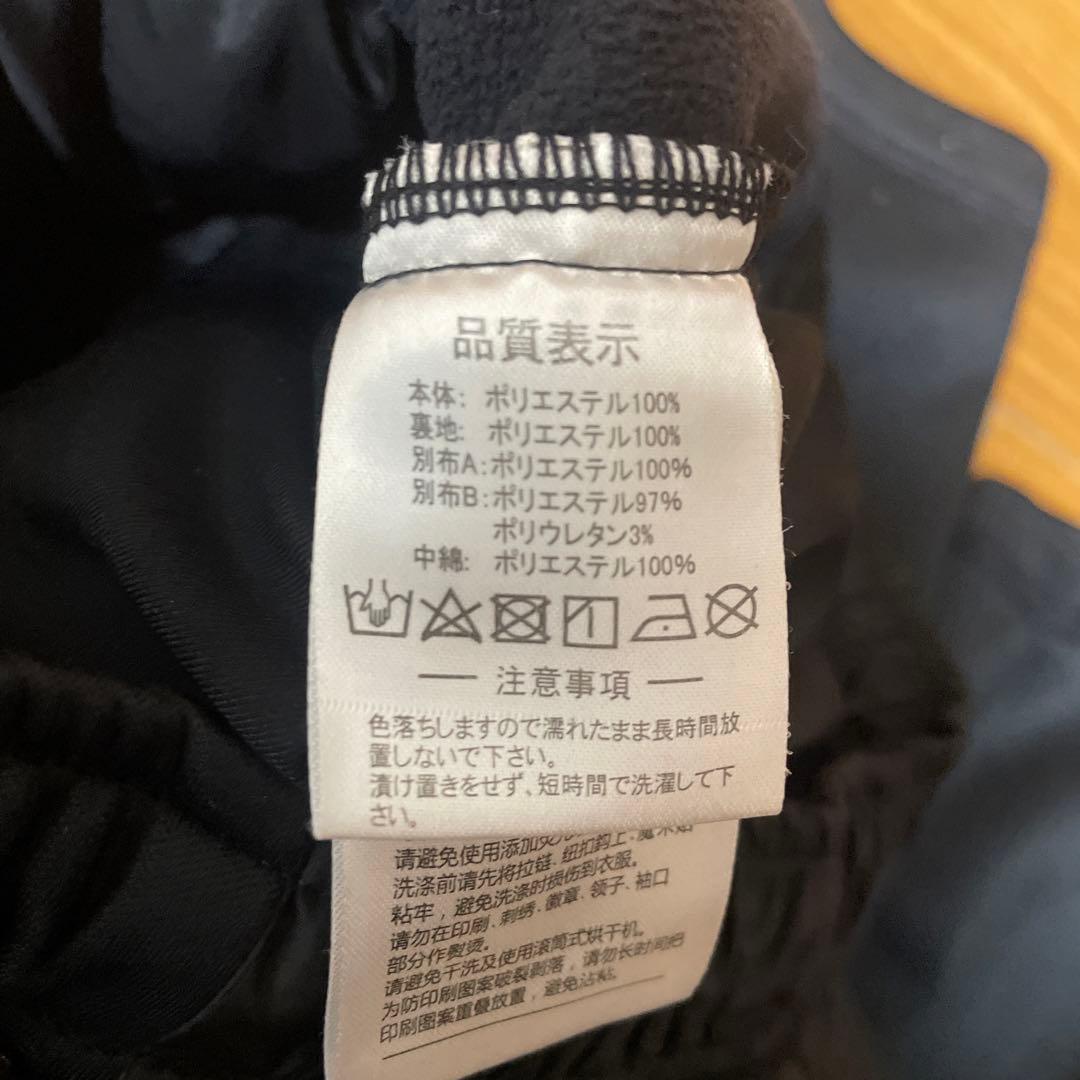 品質表示
本体: ポリエステル100%
裏地: ポリエステル100%
別布A:ポリエステル100%
別布B:ポリエステル97%
ポリウレタン3%
中綿: ポリエステル100%
注意事項
色落ちしますので濡れたまま長時間放
置しないで下さい。
漬け置きをせず、短時間で洗濯して下
さい。
请避免使用添加
洗涤前请先将拉链、纽扣钩上、魔术贴
粘牢，避免洗涤时损伤到衣服。
请勿在印刷、刺绣、徽章、领子、袖口
部分作熨烫。
请避免干洗及使用滚筒式烘干机。
为防印刷图案破裂剥落，请勿长时间把
印刷图案重叠放置，避免沾粘。